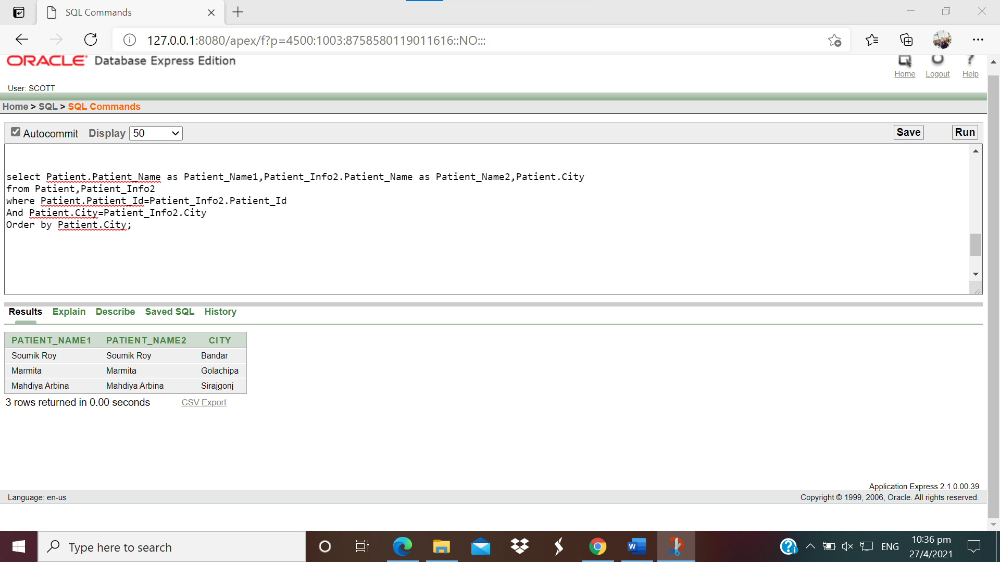 SQL Commands
127.0.0.1:8080/apex/f?p=4500:1003:8758580119011616::NO:::
ORACLE Database Express Edition
Home Logout Help
User: SCOTT
Home > SQL > SQL Commands
Autocommit Display 50 Save Run
select Patient.Patient_Name as Patient_Name1,Patient_Info2.Patient_Name as Patient_Name2,Patient.City
from Patient,Patient_Info2
where Patient.Patient_Id=Patient_Info2.Patient_Id
And Patient.City=Patient_Info2.City
Order by Patient.City;
Results Explain Describe Saved SQL History
PATIENT_NAME1 PATIENT_NAME2 CITY
Soumik Roy Soumik Roy Bandar
Marmita Marmita Golachipa
Mahdiya Arbina Mahdiya Arbina Sirajgonj
3 rows returned in 0.00 seconds CSV Export
Application Express 2.1.0.00.39
Language: en-us Copyright © 1999, 2006, Oracle. All rights reserved.
Type here to search W ENG 10:36 pm
27/4/2021